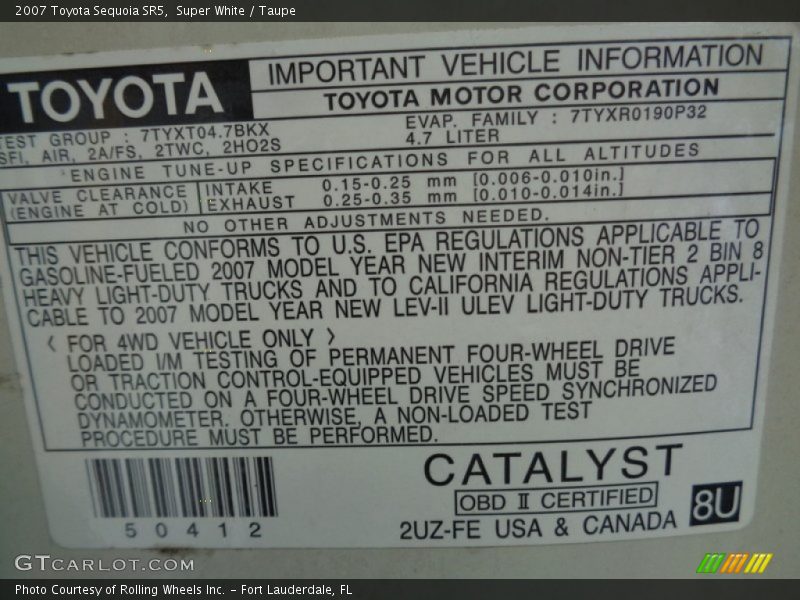 2007 Toyota Sequoia SR5, Super White / Taupe
TOYOTA
IMPORTANT VEHICLE INFORMATION
TOYOTA MOTOR CORPORATION
TEST GROUP : 7TYXT04.7BKX
EVAP. FAMILY : 7TYXR0190P32
SFI, AIR, 2A/FS, 2TWC, 2HO2S
4.7 LITER
ENGINE TUNE-UP SPECIFICATIONS FOR ALL ALTITUDES
VALVE CLEARANCE
(ENGINE AT COLD)
INTAKE 0.15-0.25 mm [0.006-0.010in.]
EXHAUST 0.25-0.35 mm [0.010-0.014in.]
NO OTHER ADJUSTMENTS NEEDED.
THIS VEHICLE CONFORMS TO U.S. EPA REGULATIONS APPLICABLE TO
GASOLINE-FUELED 2007 MODEL YEAR NEW INTERIM NON-TIER 2 BIN 8
HEAVY LIGHT-DUTY TRUCKS AND TO CALIFORNIA REGULATIONS APPLI-
CABLE TO 2007 MODEL YEAR NEW LEV-II ULEV LIGHT-DUTY TRUCKS.
< FOR 4WD VEHICLE ONLY >
LOADED I/M TESTING OF PERMANENT FOUR-WHEEL DRIVE
OR TRACTION CONTROL-EQUIPPED VEHICLES MUST BE
CONDUCTED ON A FOUR-WHEEL DRIVE SPEED SYNCHRONIZED
DYNAMOMETER. OTHERWISE, A NON-LOADED TEST
PROCEDURE MUST BE PERFORMED.
50412
CATALYST
OBD II CERTIFIED
2UZ-FE USA & CANADA
8U
GTCARLOT.COM
Photo Courtesy of Rolling Wheels Inc. – Fort Lauderdale, FL